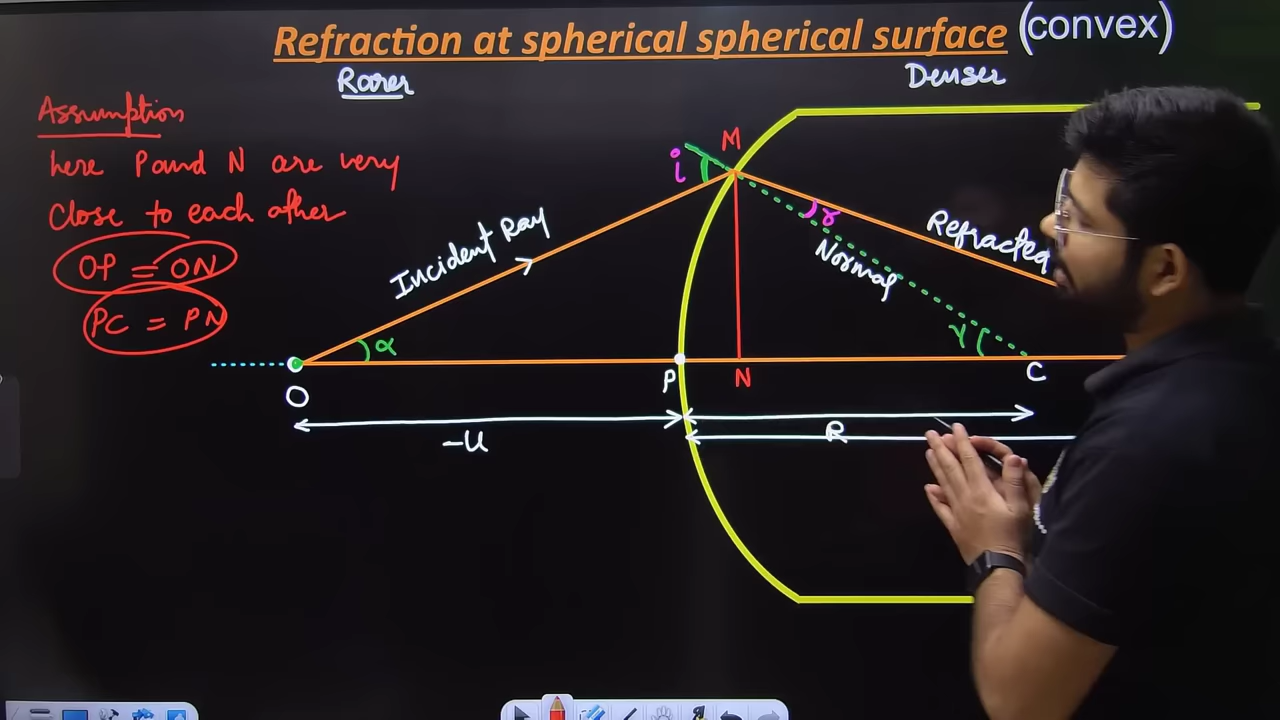 Refraction at spherical spherical surface (convex)
Rarer
Denser
Assumption
here P and N are very
Close to each other
OP = ON
PC = PN
M
i
r
Incident Ray
Refracted
Normal
α
γ
O
P
N
C
-u
R